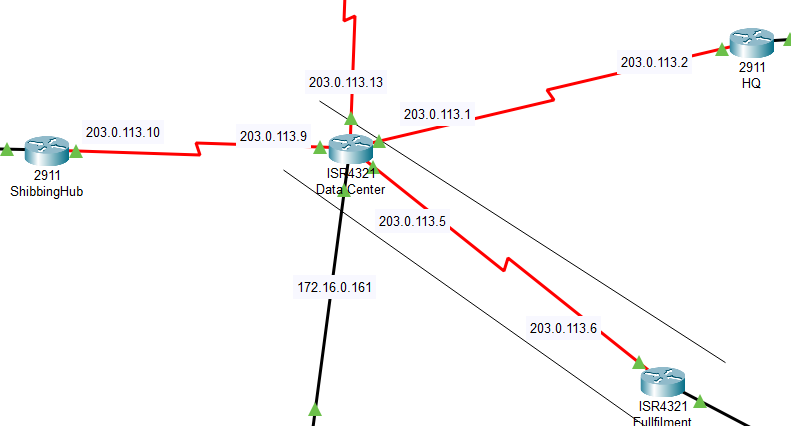 203.0.113.2
2911
HQ
203.0.113.13
203.0.113.1
203.0.113.10
203.0.113.9
2911
ShibbingHub
ISR4321
Data Center
203.0.113.5
172.16.0.161
203.0.113.6
ISR4321
Fullfilment